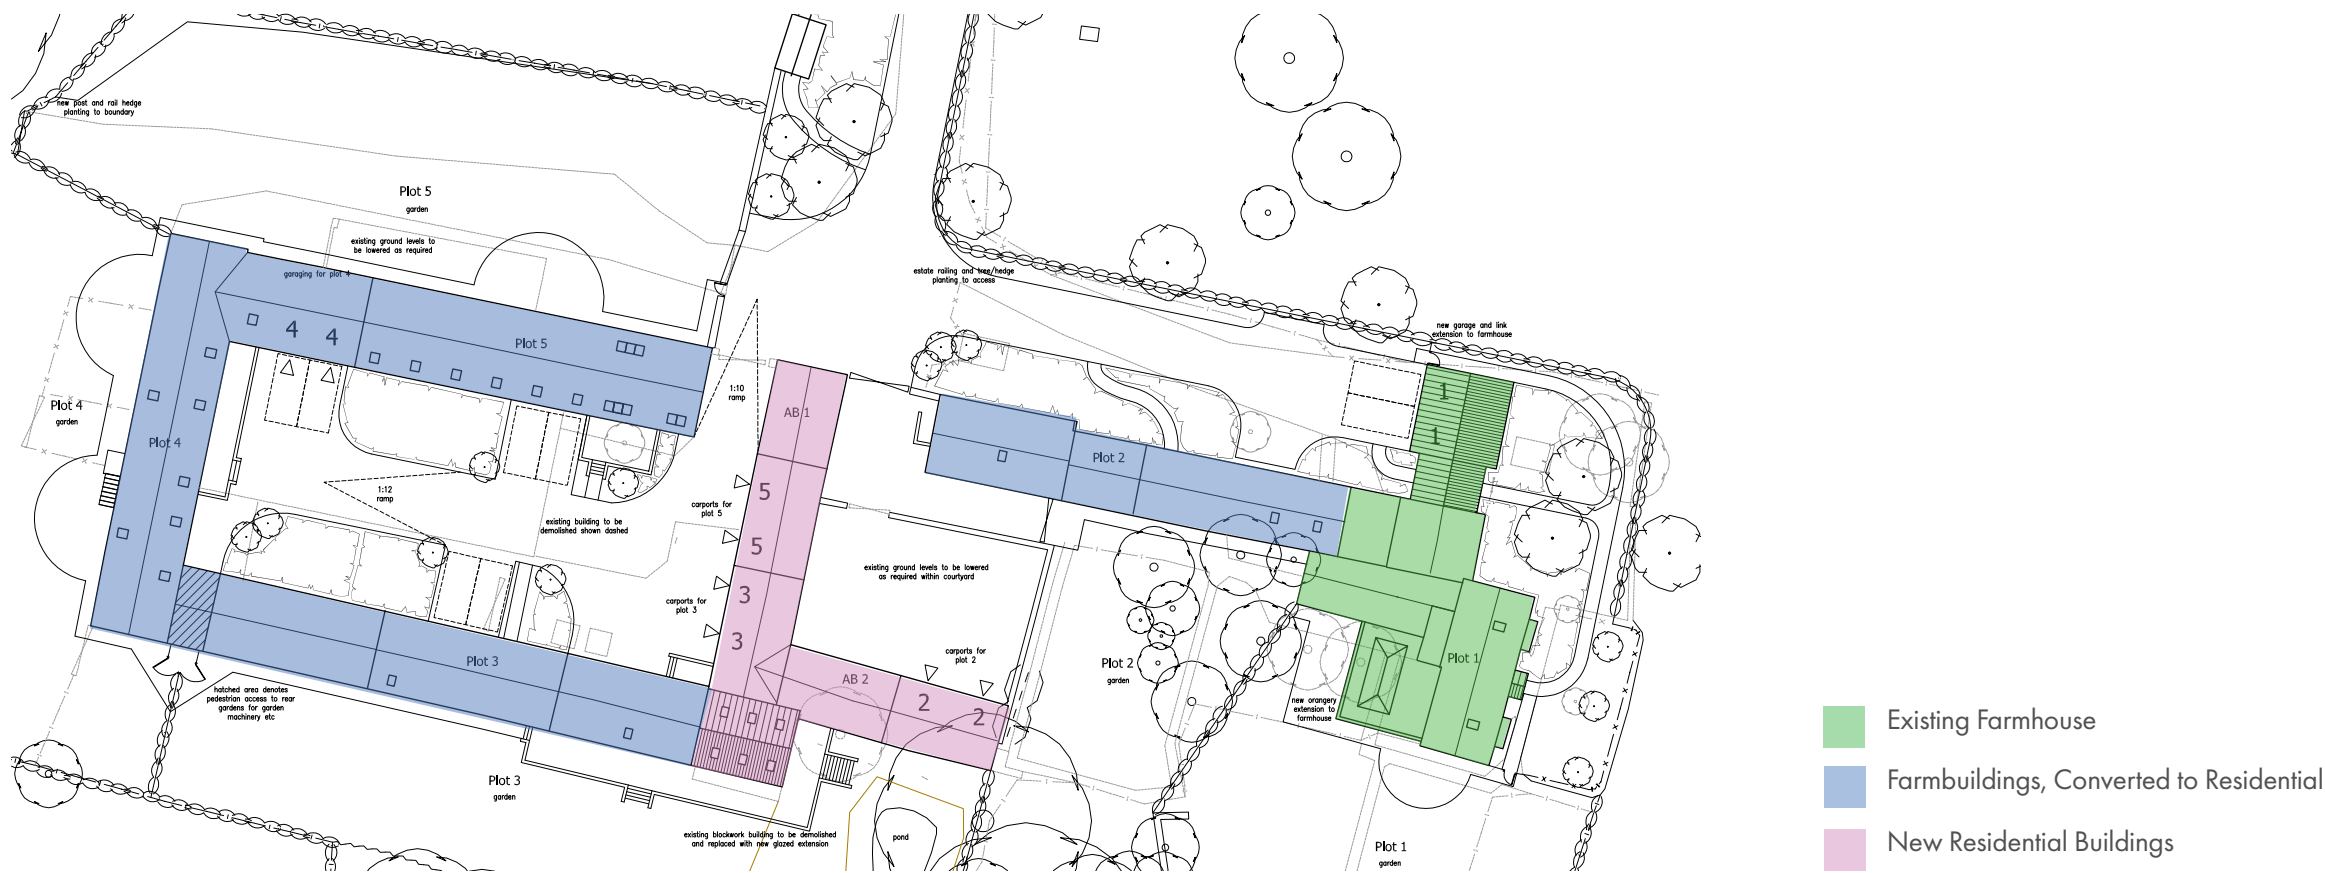 new post and rail hedge
planting to boundary
Plot 5
garden
existing ground levels to
be lowered as required
garaging for plot 4
4
4
Plot 5
Plot 4
garden
Plot 4
1:10
ramp
1:12
ramp
existing building to be
demolished shown dashed
AB 1
5
5
3
3
carports for
plot 5
carports for
plot 3
Plot 3
hatched area denotes
pedestrian access to rear
gardens for garden
machinery etc
Plot 3
garden
existing blockwork building to be demolished
and replaced with new glazed extension
AB 2
2
2
carports for
plot 2
existing ground levels to be lowered
as required within courtyard
pond
estate railing and tree/hedge
planting to access
Plot 2
Plot 2
garden
new garage and link
extension to farmhouse
1
1
Plot 1
new orangery
extension to
farmhouse
Plot 1
garden
Existing Farmhouse
Farmbuildings, Converted to Residential
New Residential Buildings